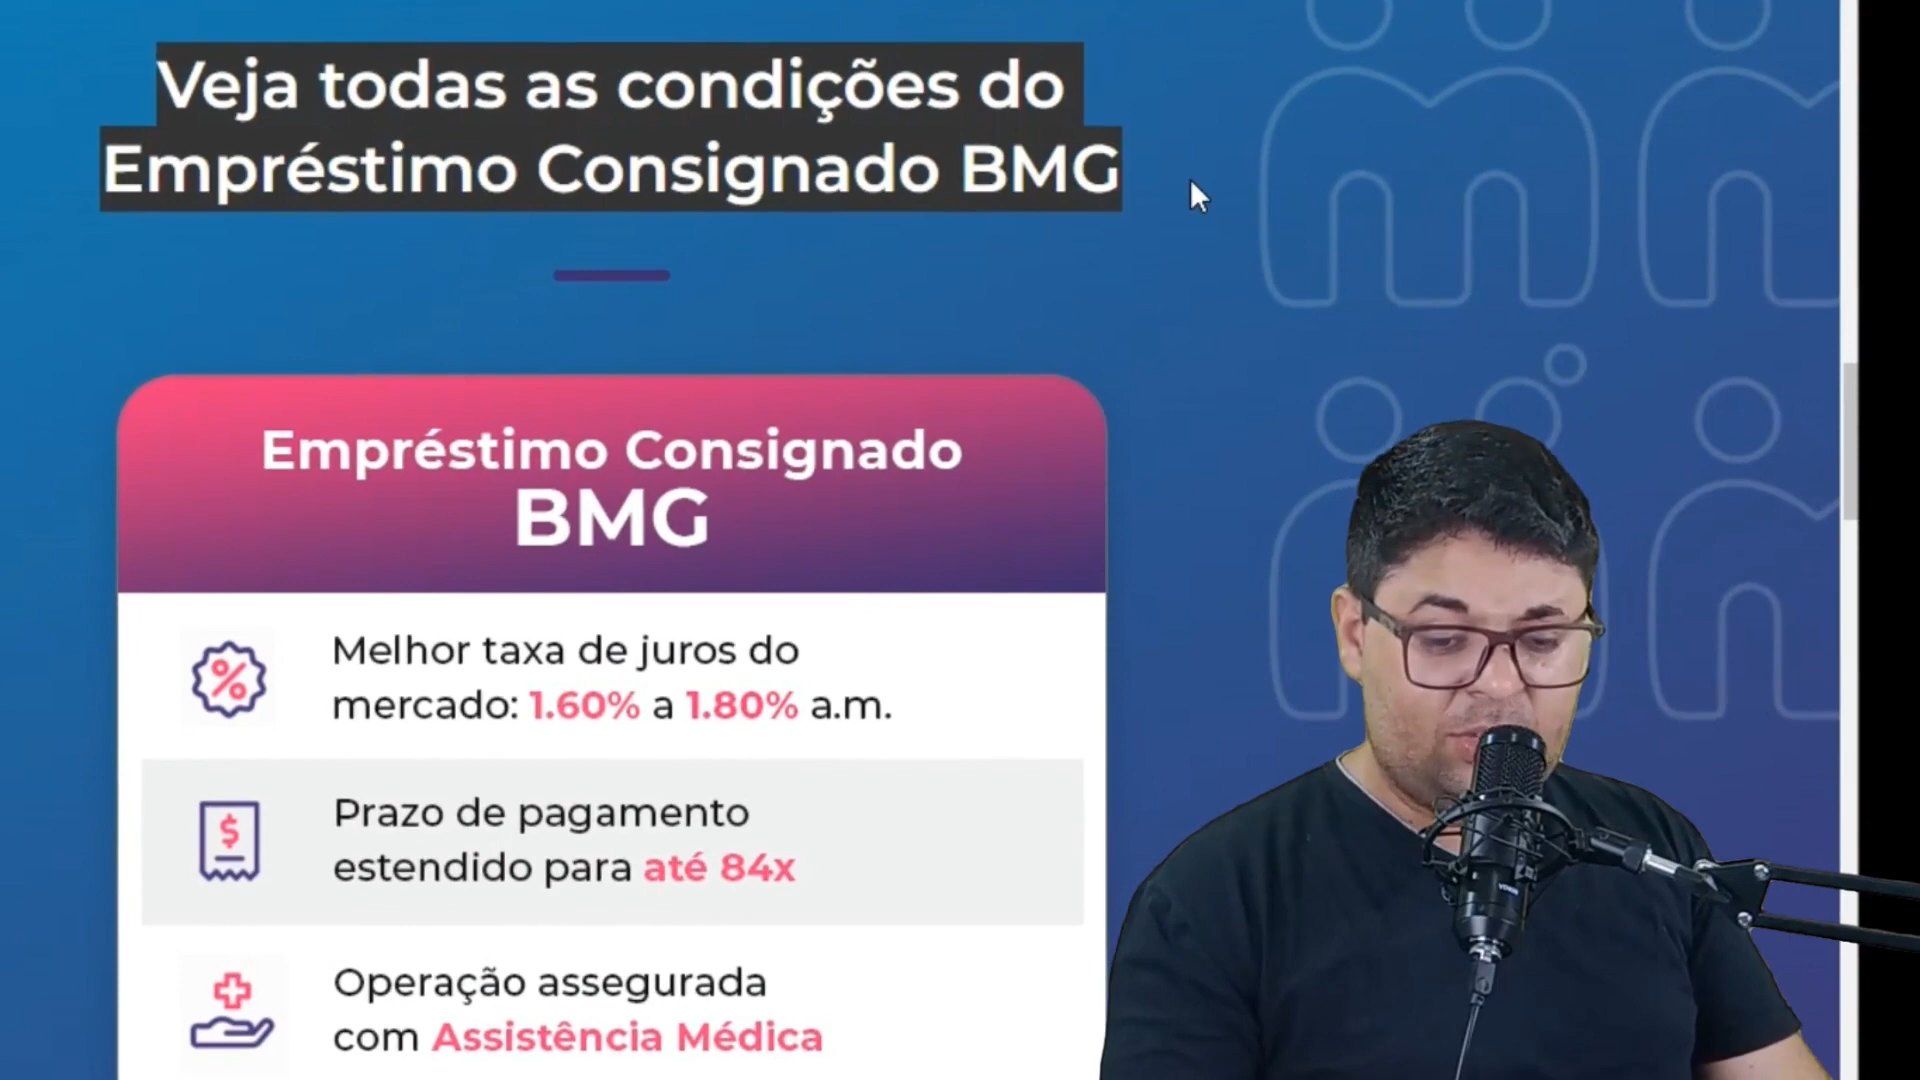 Veja todas as condições do
Empréstimo Consignado BMG
Empréstimo Consignado
BMG
Melhor taxa de juros do
mercado: 1.60% a 1.80% a.m.
Prazo de pagamento
estendido para até 84x
Operação assegurada
com Assistência Médica